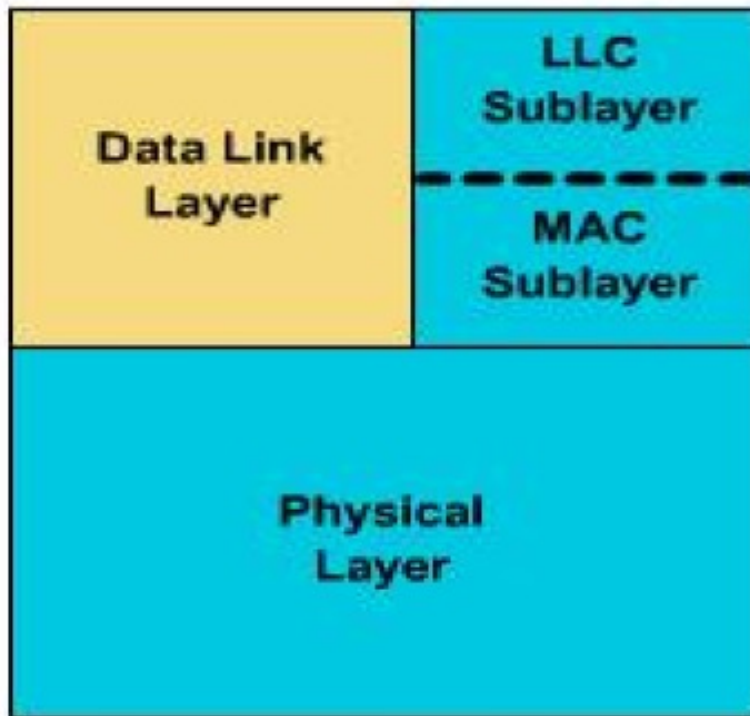 Data Link
Layer
LLC
Sublayer
MAC
Sublayer
Physical
Layer